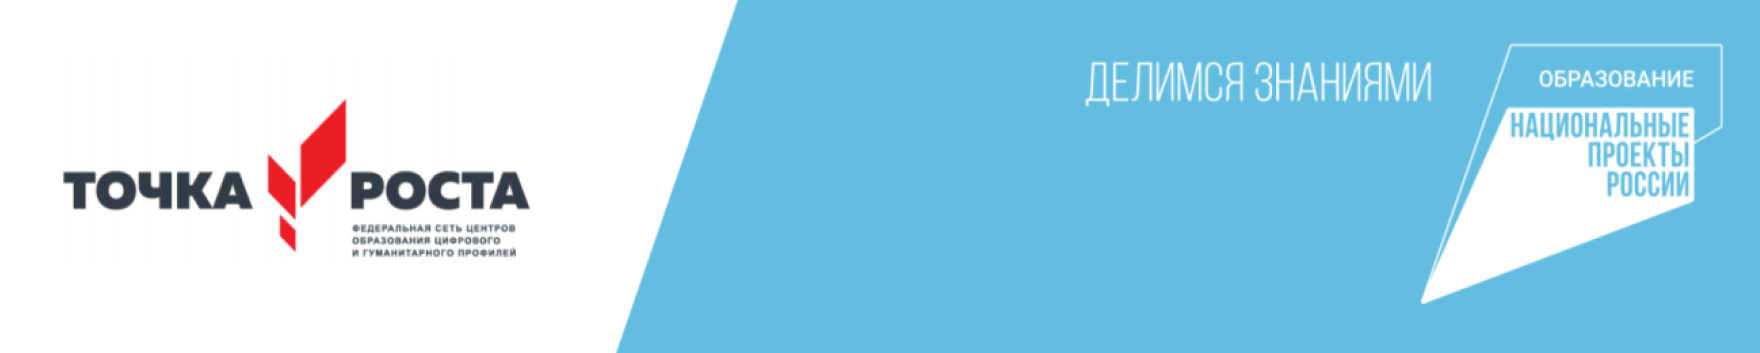 ТОЧКА РОСТА
ФЕДЕРАЛЬНАЯ СЕТЬ ЦЕНТРОВ
ОБРАЗОВАНИЯ ЦИФРОВОГО
И ГУМАНИТАРНОГО ПРОФИЛЕЙ
ДЕЛИМСЯ ЗНАНИЯМИ
ОБРАЗОВАНИЕ
НАЦИОНАЛЬНЫЕ
ПРОЕКТЫ
РОССИИ